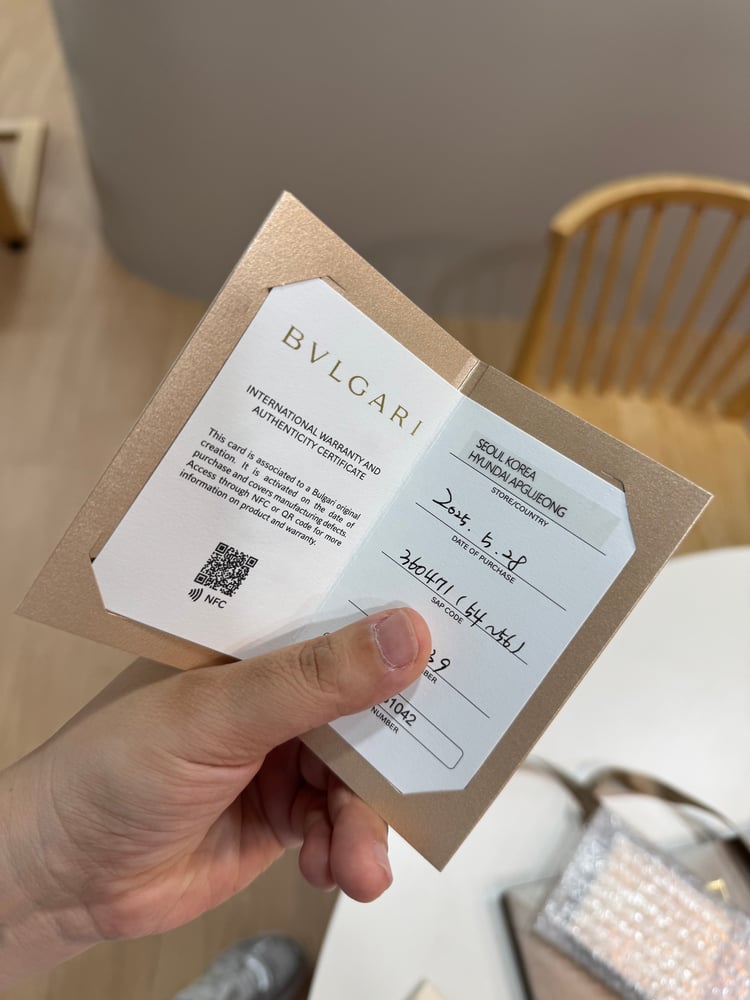 BVLGARI
INTERNATIONAL WARRANTY AND
AUTHENTICITY CERTIFICATE
This card is associated to a Bulgari original
creation. It is activated on the date of
purchase and covers manufacturing defects.
Access through NFC or QR code for more
information on product and warranty.
NFC
SEOUL KOREA
HYUNDAI APGUJEONG
STORE/COUNTRY
2025. 5. 28
DATE OF PURCHASE
360471 (54~56)
SAP CODE
39
BER
1042
NUMBER